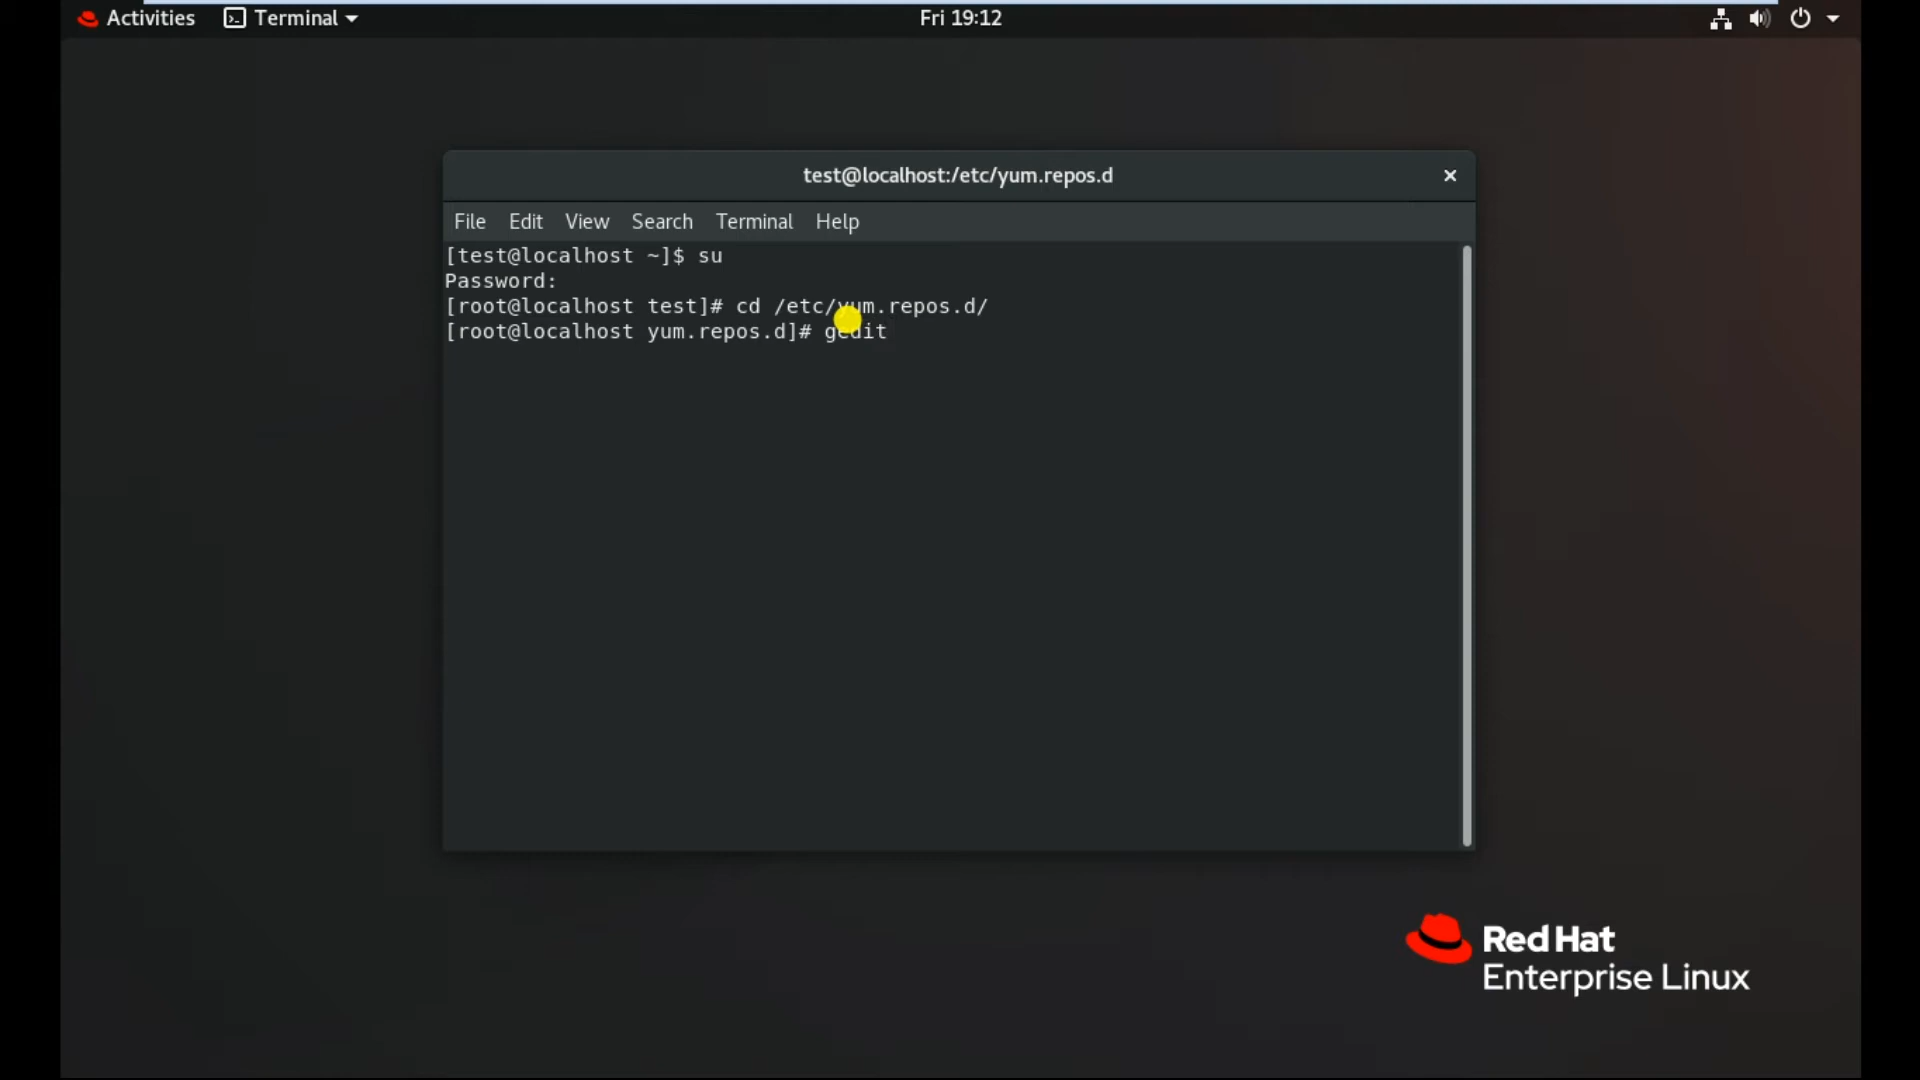 Activities Terminal Fri 19:12
test@localhost:/etc/yum.repos.d
File Edit View Search Terminal Help
[test@localhost ~]$ su
Password:
[root@localhost test]# cd /etc/yum.repos.d/
[root@localhost yum.repos.d]# gedit
Red Hat
Enterprise Linux